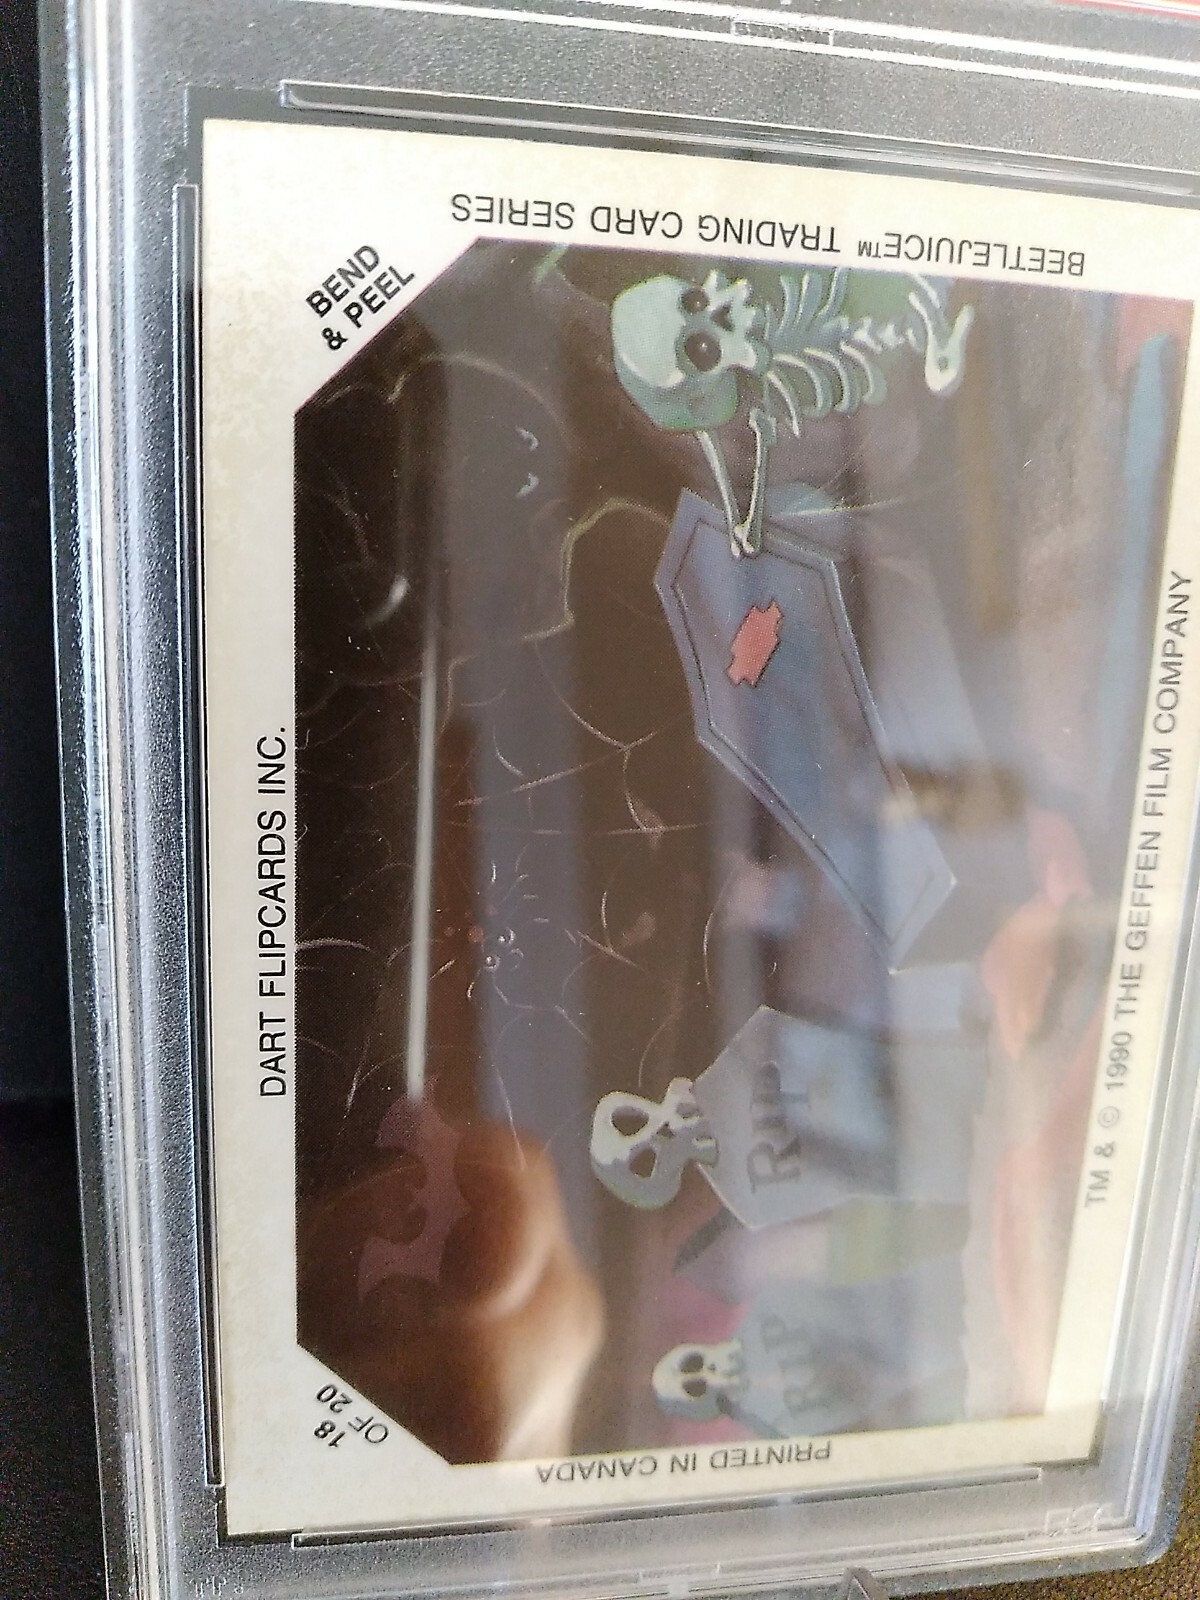 BEETLEJUICE™ TRADING CARD SERIES
BEND
& PEEL
DART FLIPCARDS INC.
TM & © 1990 THE GEFFEN FILM COMPANY
RIP
RIP
18
OF 20
PRINTED IN CANADA